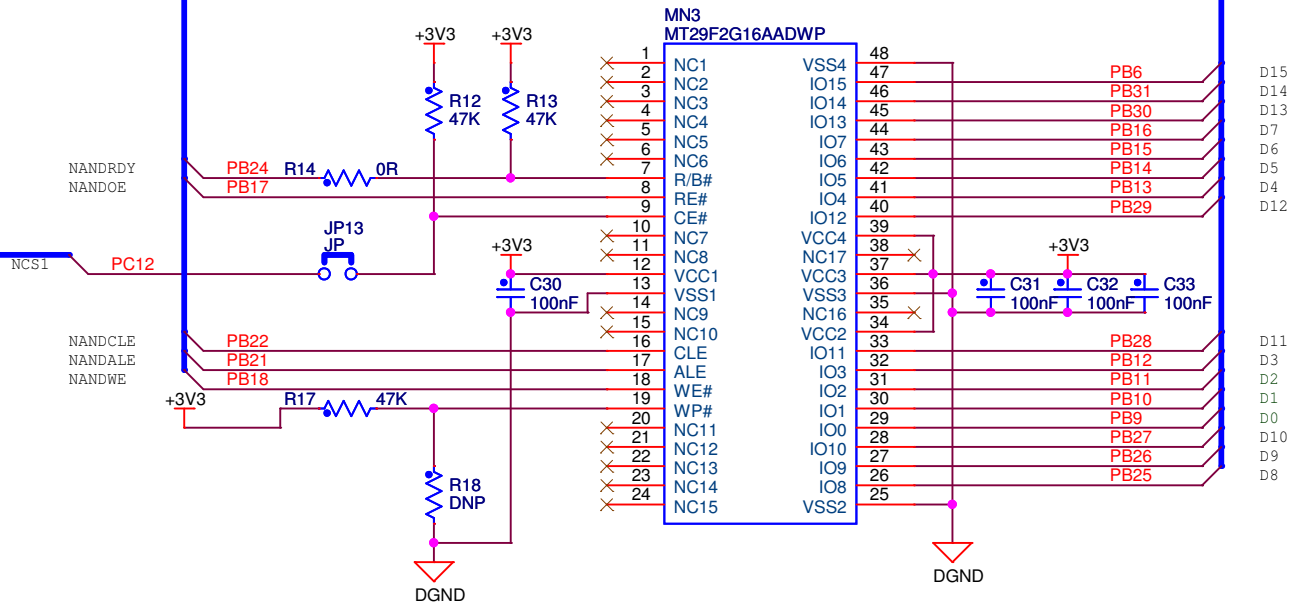 MN3
MT29F2G16AADWP
+3V3 +3V3
R12 47K
R13 47K
1 NC1 VSS4 48
2 NC2 IO15 47 PB6 D15
3 NC3 IO14 46 PB31 D14
4 NC4 IO13 45 PB30 D13
5 NC5 IO7 44 PB16 D7
6 NC6 IO6 43 PB15 D6
NANDRDY PB24 R14 0R 7 R/B# IO5 42 PB14 D5
NANDOE PB17 8 RE# IO4 41 PB13 D4
9 CE# IO12 40 PB29 D12
JP13
JP
10 NC7 VCC4 39
11 NC8 NC17 38
+3V3 +3V3
NCS1 PC12 12 VCC1 VCC3 37
C30 100nF
13 VSS1 VSS3 36
C31 100nF
C32 100nF
C33 100nF
14 NC9 NC16 35
15 NC10 VCC2 34
NANDCLE PB22 16 CLE IO11 33 PB28 D11
NANDALE PB21 17 ALE IO3 32 PB12 D3
NANDWE PB18 18 WE# IO2 31 PB11 D2
+3V3 R17 47K 19 WP# IO1 30 PB10 D1
20 NC11 IO0 29 PB9 D0
21 NC12 IO10 28 PB27 D10
22 NC13 IO9 27 PB26 D9
23 NC14 IO8 26 PB25 D8
24 NC15 VSS2 25
R18
DNP
DGND
DGND